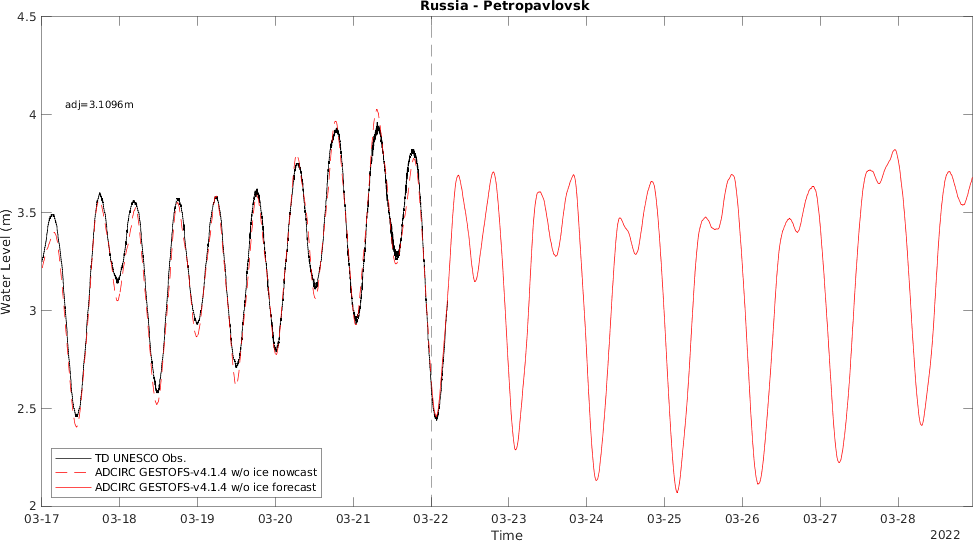 Russia - Petropavlovsk
4.5
adj=3.1096m
4
3.5
Water Level (m)
3
2.5
TD UNESCO Obs.
ADCIRC GESTOFS-v4.1.4 w/o ice nowcast
ADCIRC GESTOFS-v4.1.4 w/o ice forecast
2
03-17 03-18 03-19 03-20 03-21 03-22 03-23 03-24 03-25 03-26 03-27 03-28
Time
2022